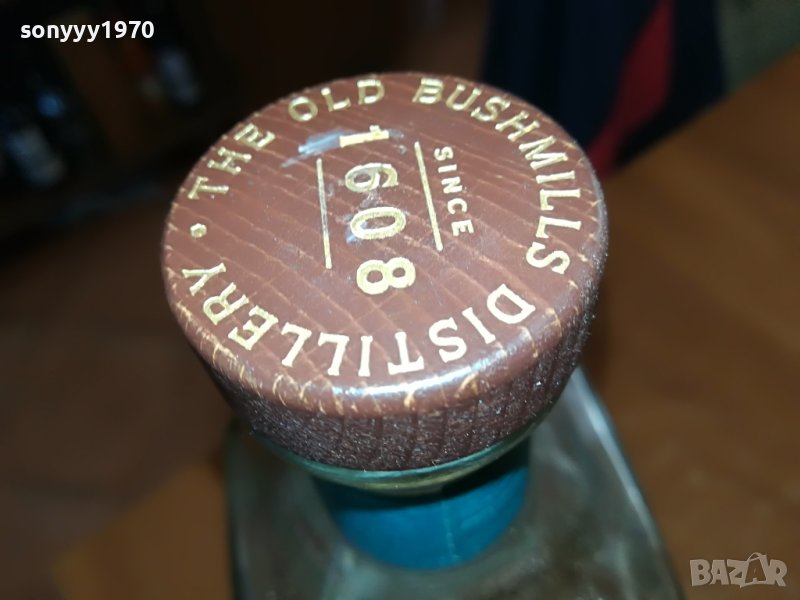 sonyyy1970
THE OLD BUSHMILLS DISTILLERY ·
SINCE
1608
BAZAR